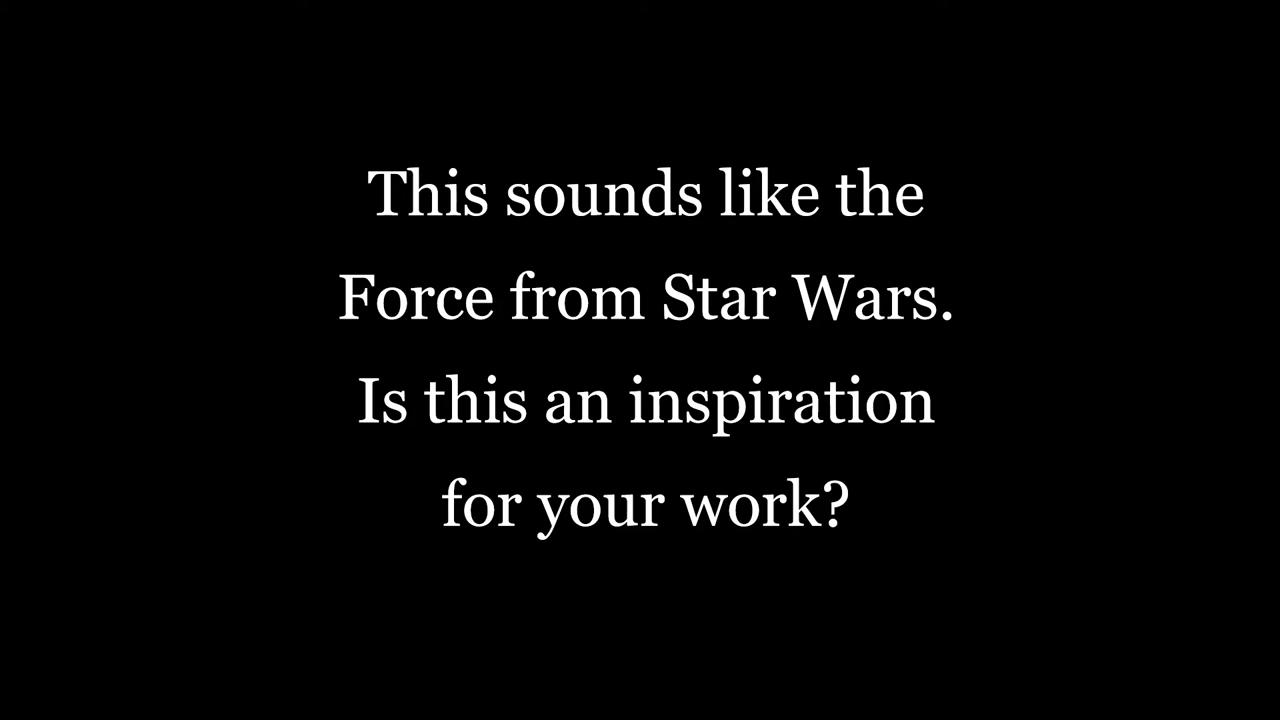 This sounds like the
Force from Star Wars.
Is this an inspiration
for your work?